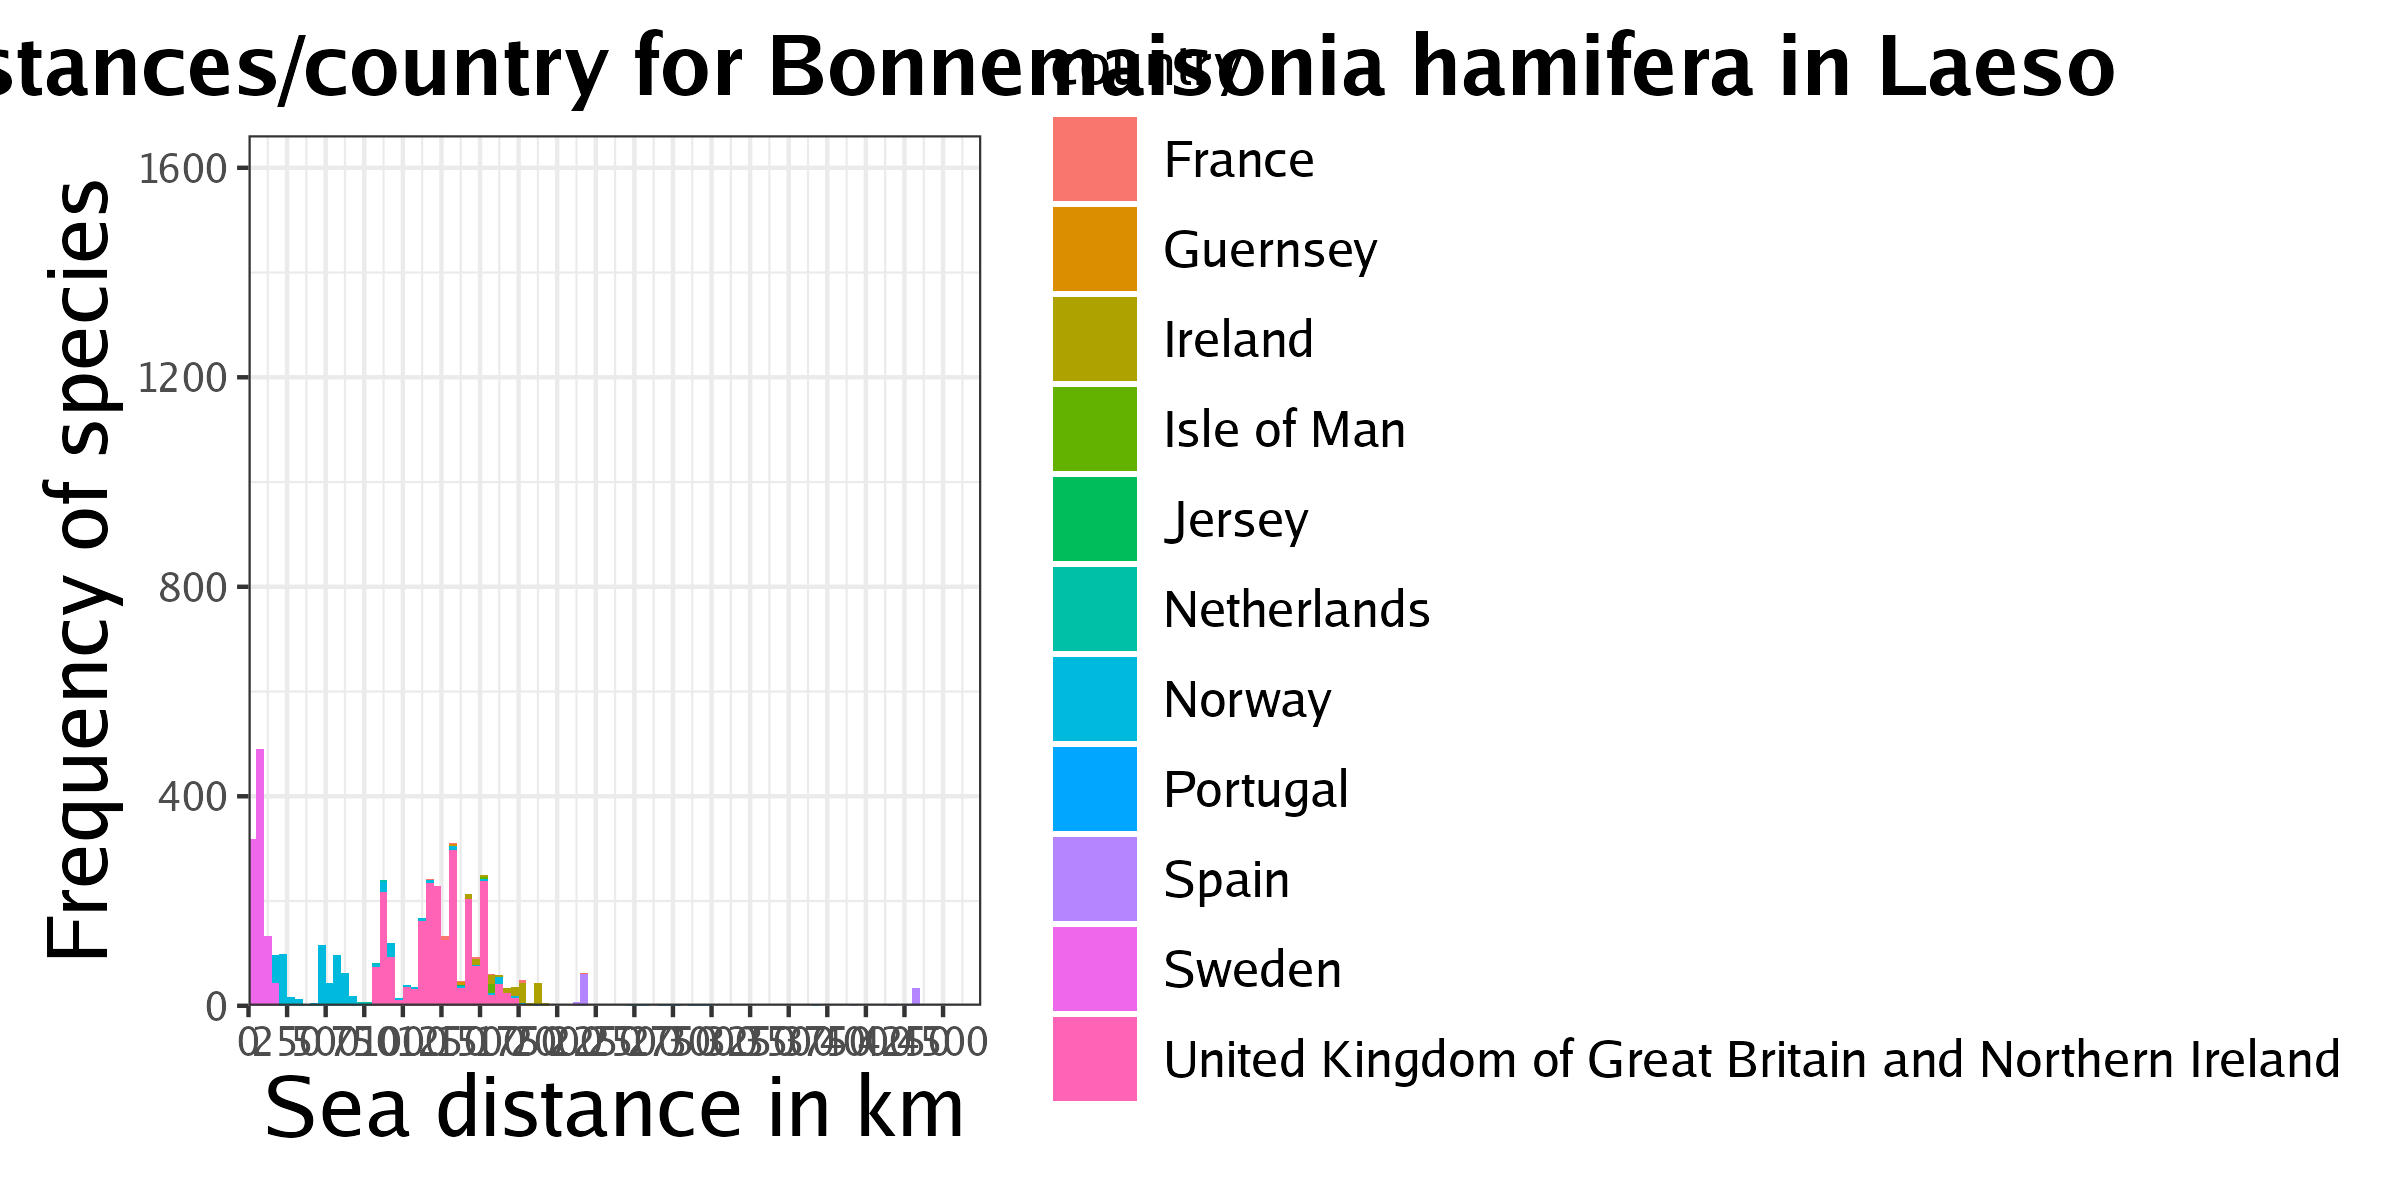 stances/country for Bonnemaisonia hamifera in Laeso
country
France
Guernsey
Ireland
Isle of Man
Jersey
Netherlands
Norway
Portugal
Spain
Sweden
United Kingdom of Great Britain and Northern Ireland
Frequency of species
1600
1200
800
400
0
Sea distance in km